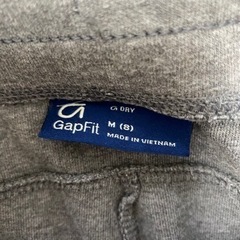 G DRY
GapFit
M (8)
MADE IN VIETNAM